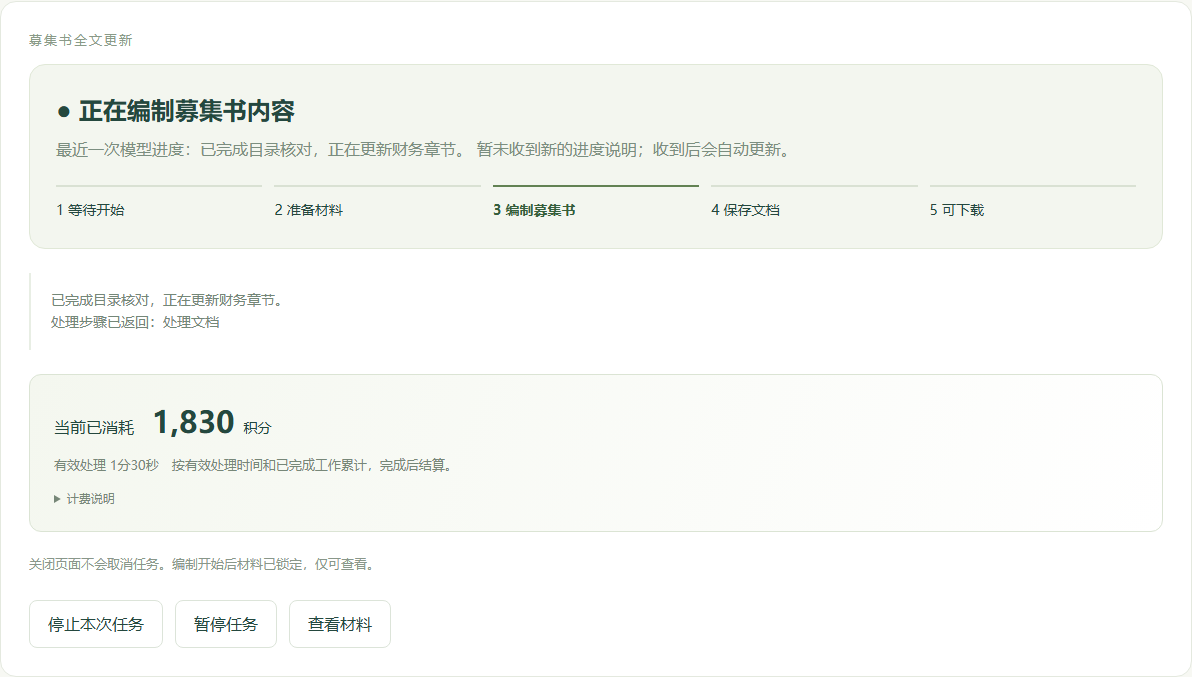 募集书全文更新
● 正在编制募集书内容
最近一次模型进度：已完成目录核对，正在更新财务章节。 暂未收到新的进度说明；收到后会自动更新。
1 等待开始
2 准备材料
3 编制募集书
4 保存文档
5 可下载
已完成目录核对，正在更新财务章节。
处理步骤已返回：处理文档
当前已消耗 1,830 积分
有效处理 1分30秒 按有效处理时间和已完成工作累计，完成后结算。
▶ 计费说明
关闭页面不会取消任务。编制开始后材料已锁定，仅可查看。
停止本次任务
暂停任务
查看材料